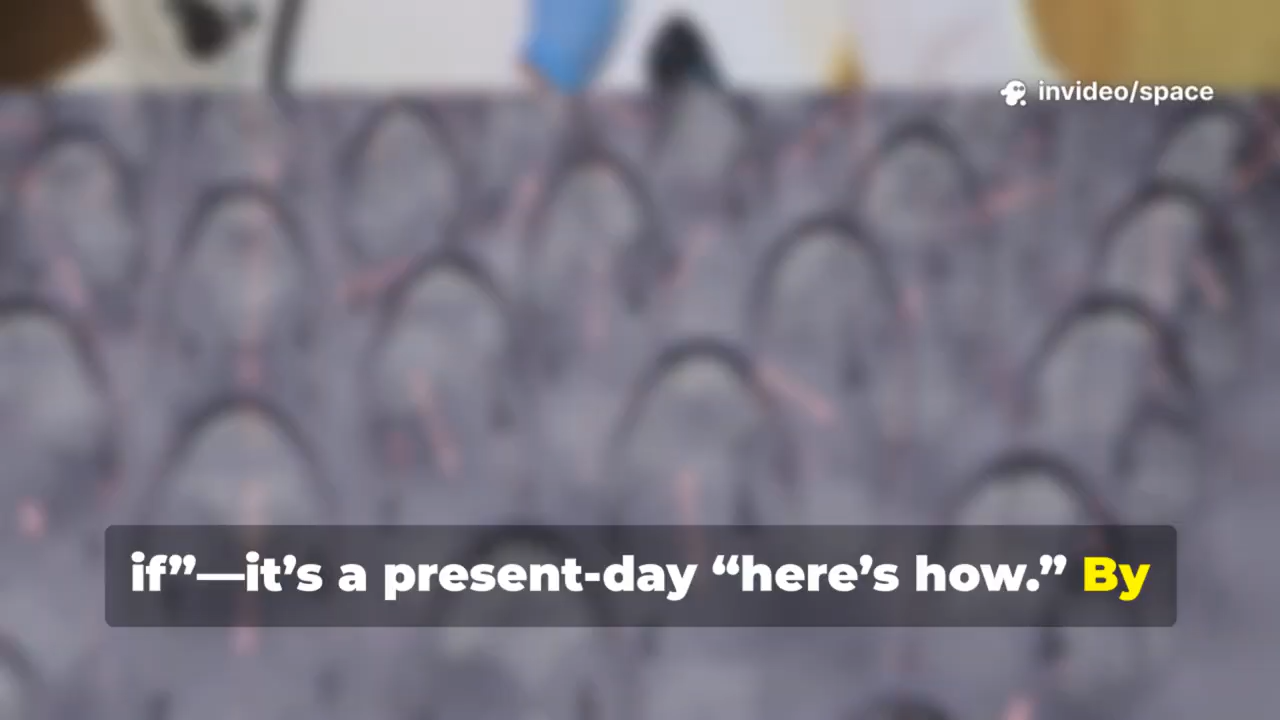 invideo/space
if”—it’s a present-day “here’s how.” By